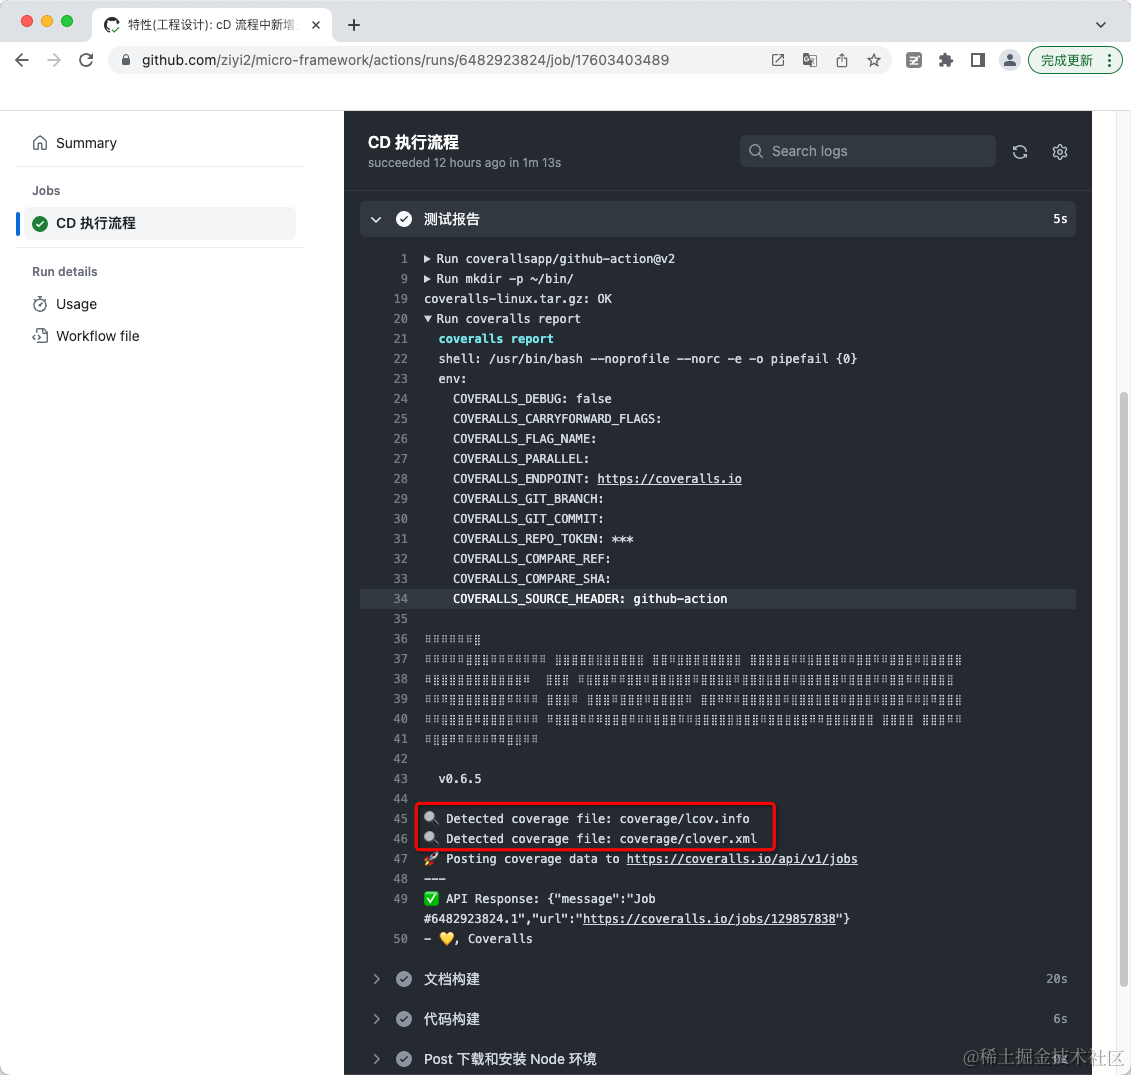 特性(工程设计): cD 流程中新增
github.com/ziyi2/micro-framework/actions/runs/6482923824/job/17603403489
完成更新
Summary
Jobs
CD 执行流程
Run details
Usage
Workflow file
CD 执行流程
succeeded 12 hours ago in 1m 13s
Search logs
测试报告 5s
1 Run coverallsapp/github-action@v2
9 Run mkdir -p ~/bin/
19 coveralls-linux.tar.gz: OK
20 Run coveralls report
21 coveralls report
22 shell: /usr/bin/bash --noprofile --norc -e -o pipefail {0}
23 env:
24 COVERALLS_DEBUG: false
25 COVERALLS_CARRYFORWARD_FLAGS:
26 COVERALLS_FLAG_NAME:
27 COVERALLS_PARALLEL:
28 COVERALLS_ENDPOINT: https://coveralls.io
29 COVERALLS_GIT_BRANCH:
30 COVERALLS_GIT_COMMIT:
31 COVERALLS_REPO_TOKEN: ***
32 COVERALLS_COMPARE_REF:
33 COVERALLS_COMPARE_SHA:
34 COVERALLS_SOURCE_HEADER: github-action
35
36
37
38
39
40
41
42
43 v0.6.5
44
45 🔍 Detected coverage file: coverage/lcov.info
46 🔍 Detected coverage file: coverage/clover.xml
47 🚀 Posting coverage data to https://coveralls.io/api/v1/jobs
48 ---
49 ✅ API Response: {"message":"Job
#6482923824.1","url":"https://coveralls.io/jobs/129857838"}
50 - 💛, Coveralls
文档构建 20s
代码构建 6s
Post 下载和安装 Node 环境
@稀土掘金技术社区